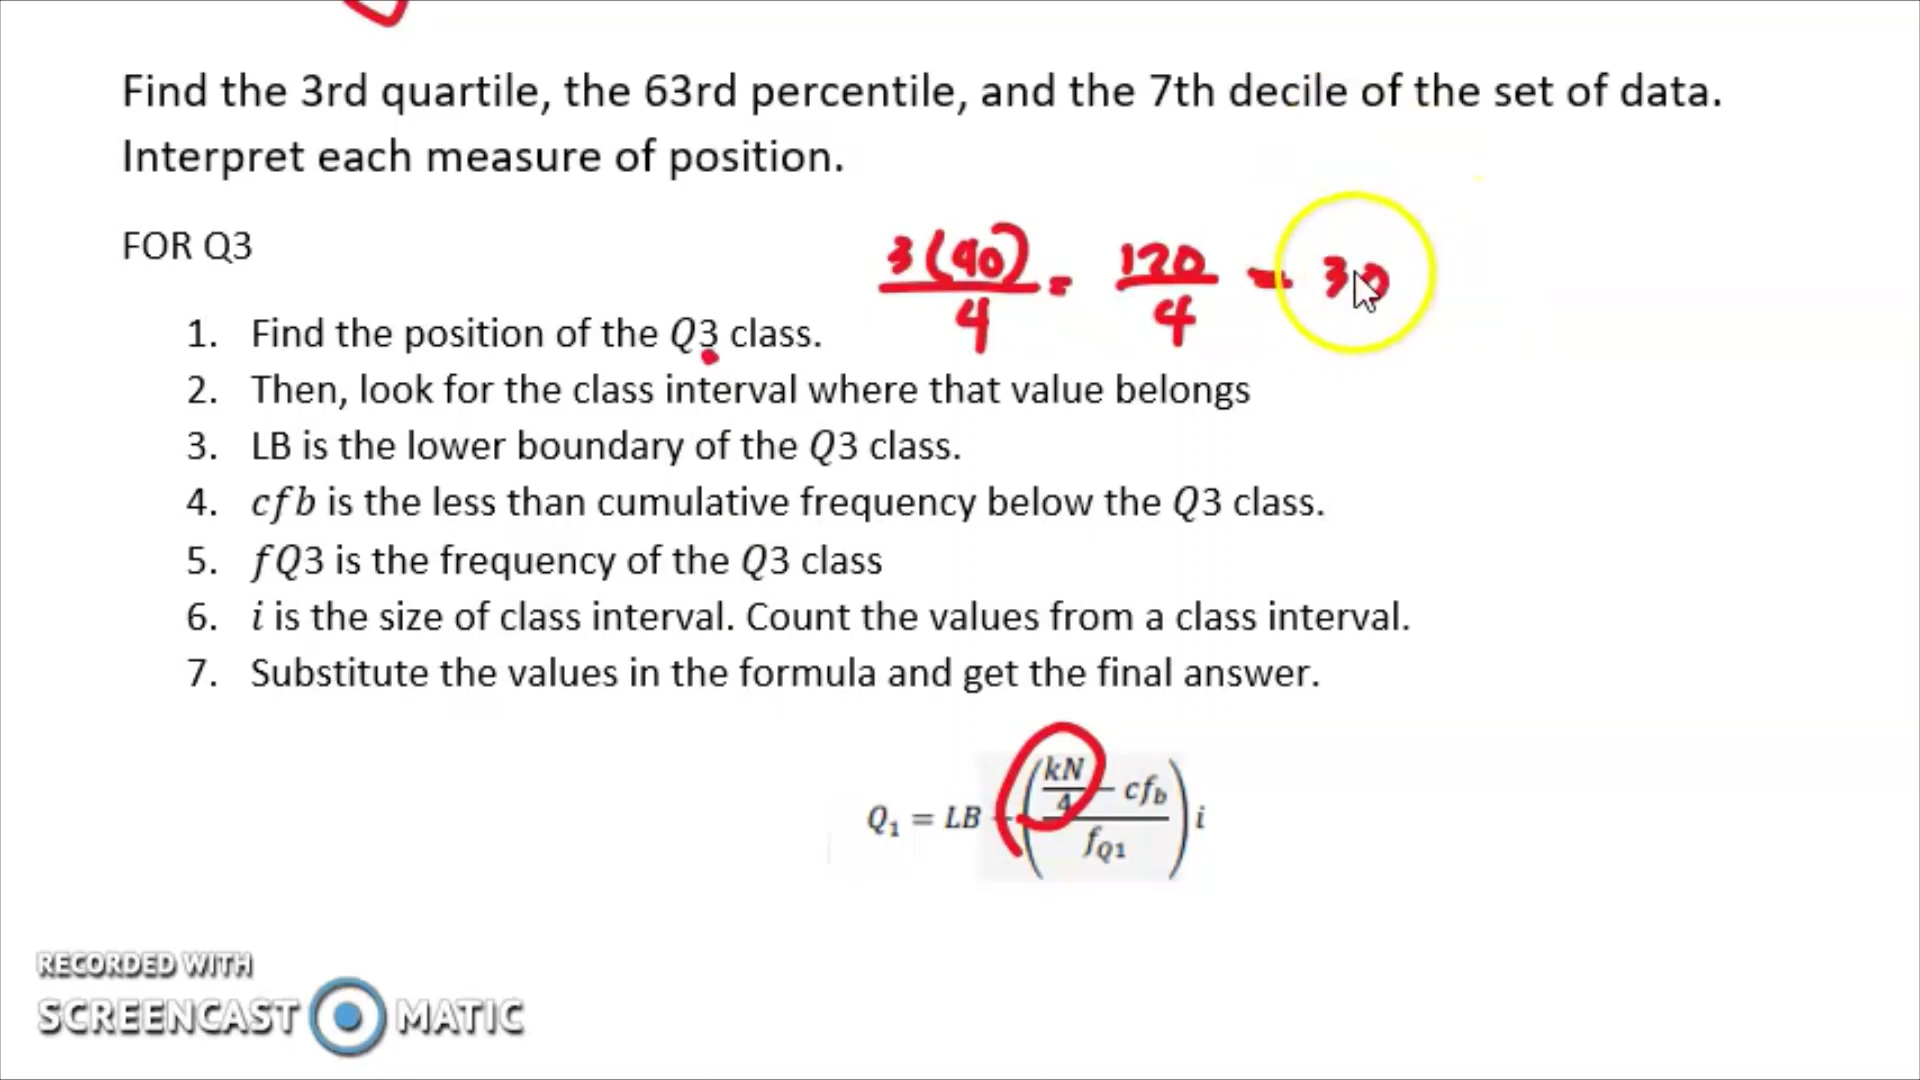 Find the 3rd quartile, the 63rd percentile, and the 7th decile of the set of data.
Interpret each measure of position.
FOR Q3
3(40)/4 = 120/4 = 30
1. Find the position of the Q3 class.
2. Then, look for the class interval where that value belongs
3. LB is the lower boundary of the Q3 class.
4. cfb is the less than cumulative frequency below the Q3 class.
5. fQ3 is the frequency of the Q3 class
6. i is the size of class interval. Count the values from a class interval.
7. Substitute the values in the formula and get the final answer.
Q₁ = LB + ((kN/4 − cf_b)/f_Q1) i
RECORDED WITH
SCREENCAST MATIC